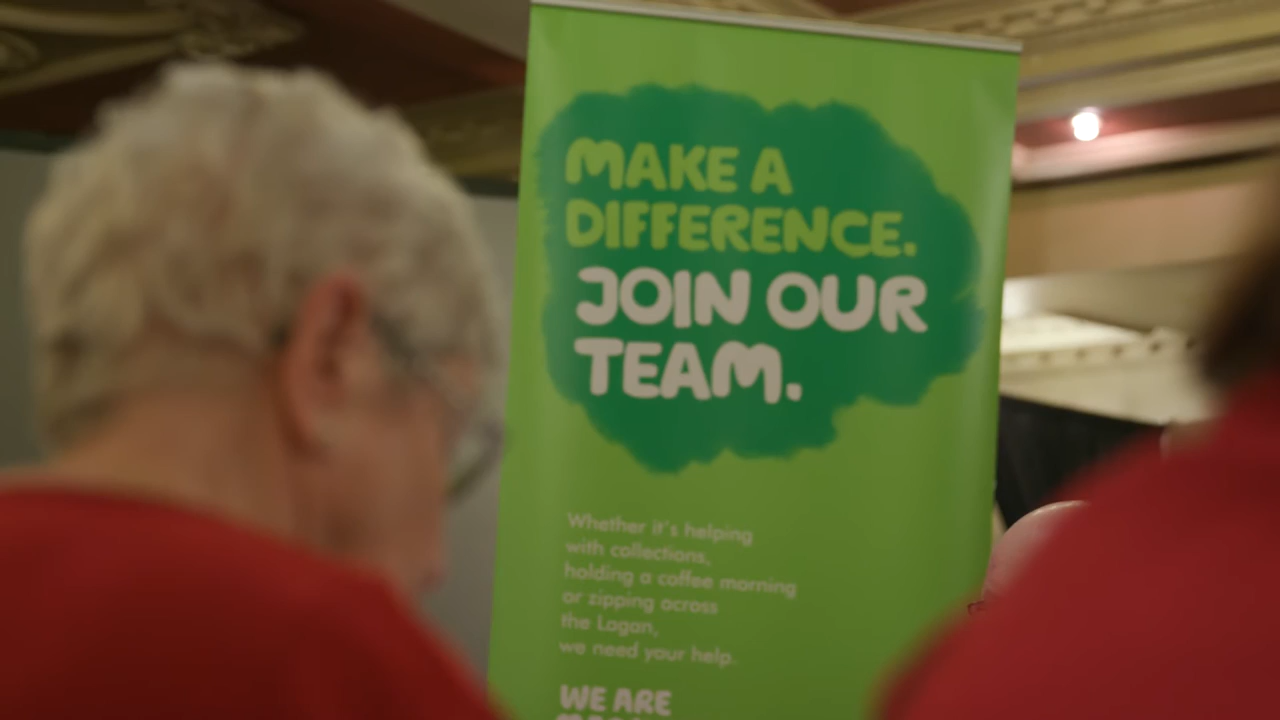 MAKE A
DIFFERENCE.
JOIN OUR
TEAM.
Whether it's helping
with collections,
holding a coffee morning
or zipping across
the Lagan,
we need your help.
WE ARE